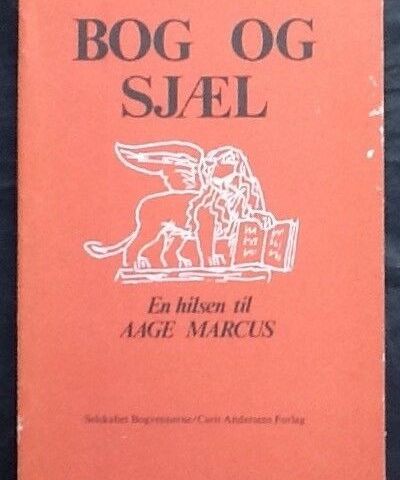 BOG OG
SJÆL
En hilsen til
AAGE MARCUS
Selskabet Bogvennerne/Carit Andersens Forlag